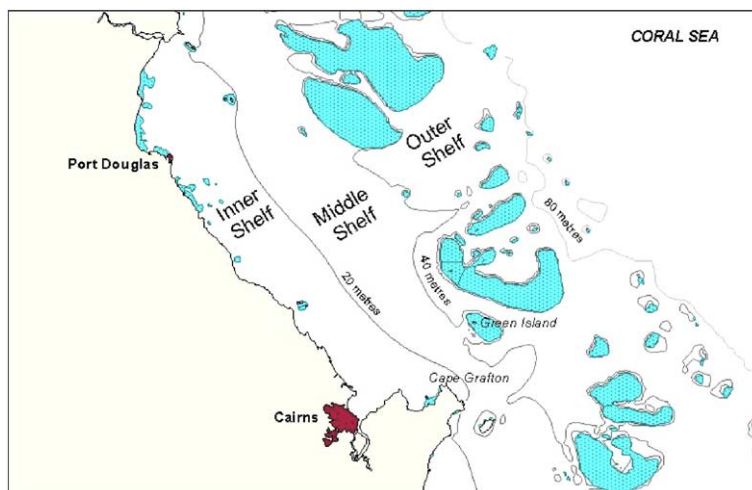 CORAL SEA
Outer
Shelf
Port Douglas
Inner
Shelf
Middle
Shelf
80 metres
40 metres
20 metres
Green Island
Cape Grafton
Cairns